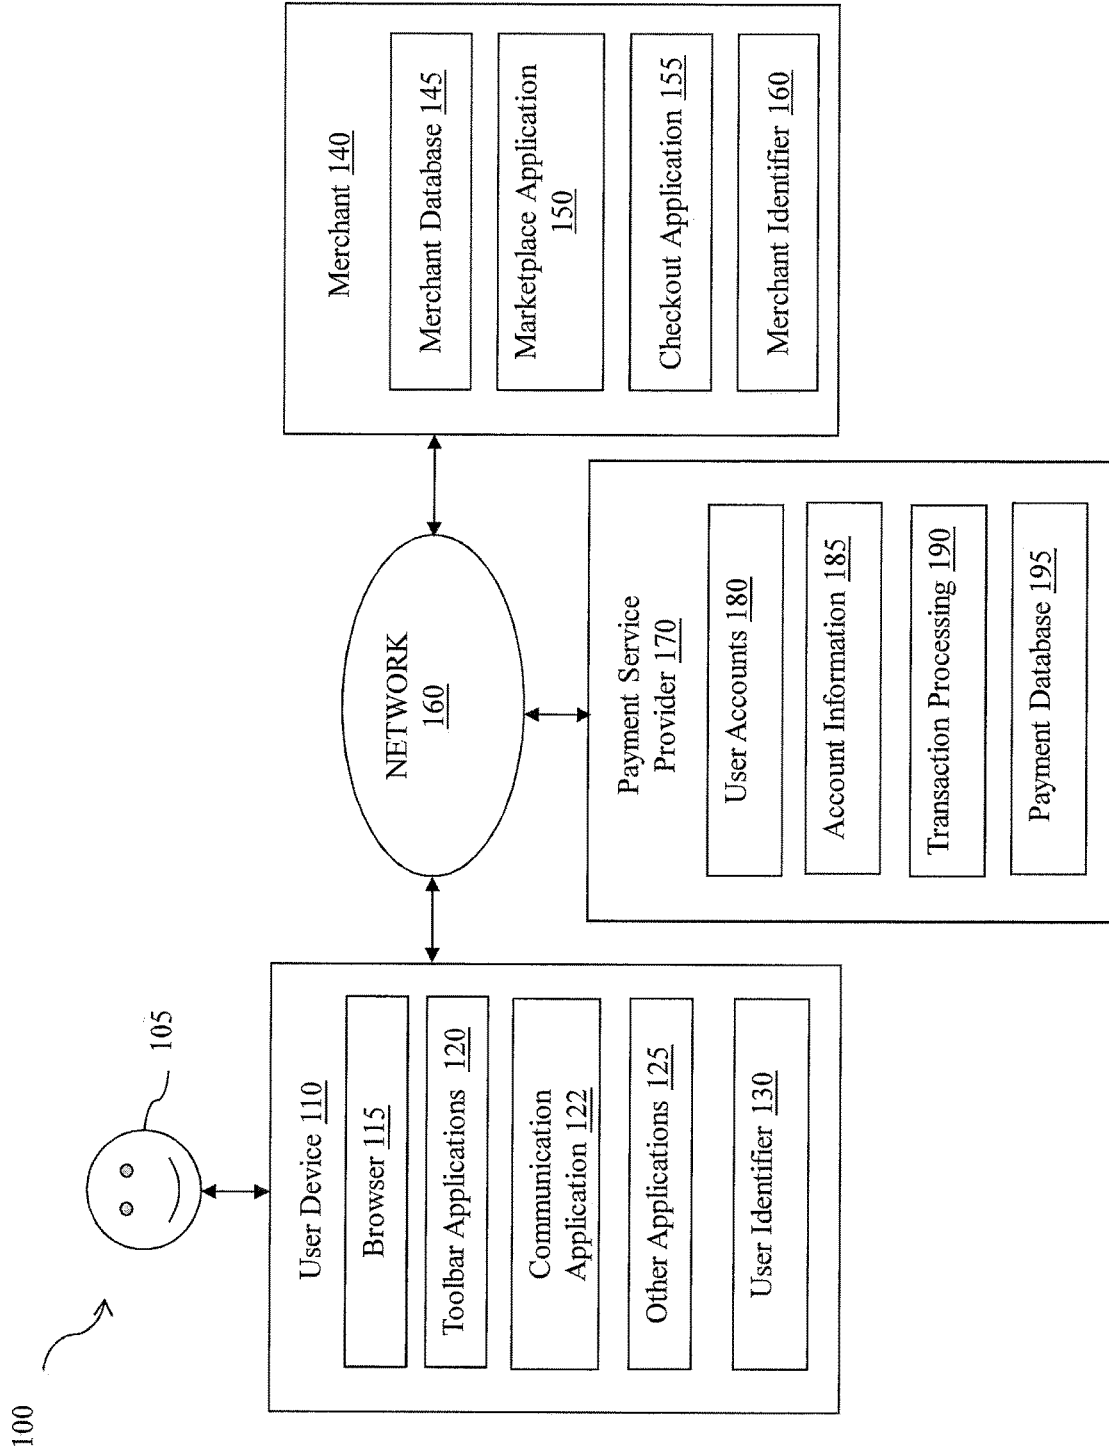 100
105
User Device 110
Browser 115
Toolbar Applications 120
Communication
Application 122
Other Applications 125
User Identifier 130
NETWORK
160
Payment Service
Provider 170
User Accounts 180
Account Information 185
Transaction Processing 190
Payment Database 195
Merchant 140
Merchant Database 145
Marketplace Application
150
Checkout Application 155
Merchant Identifier 160